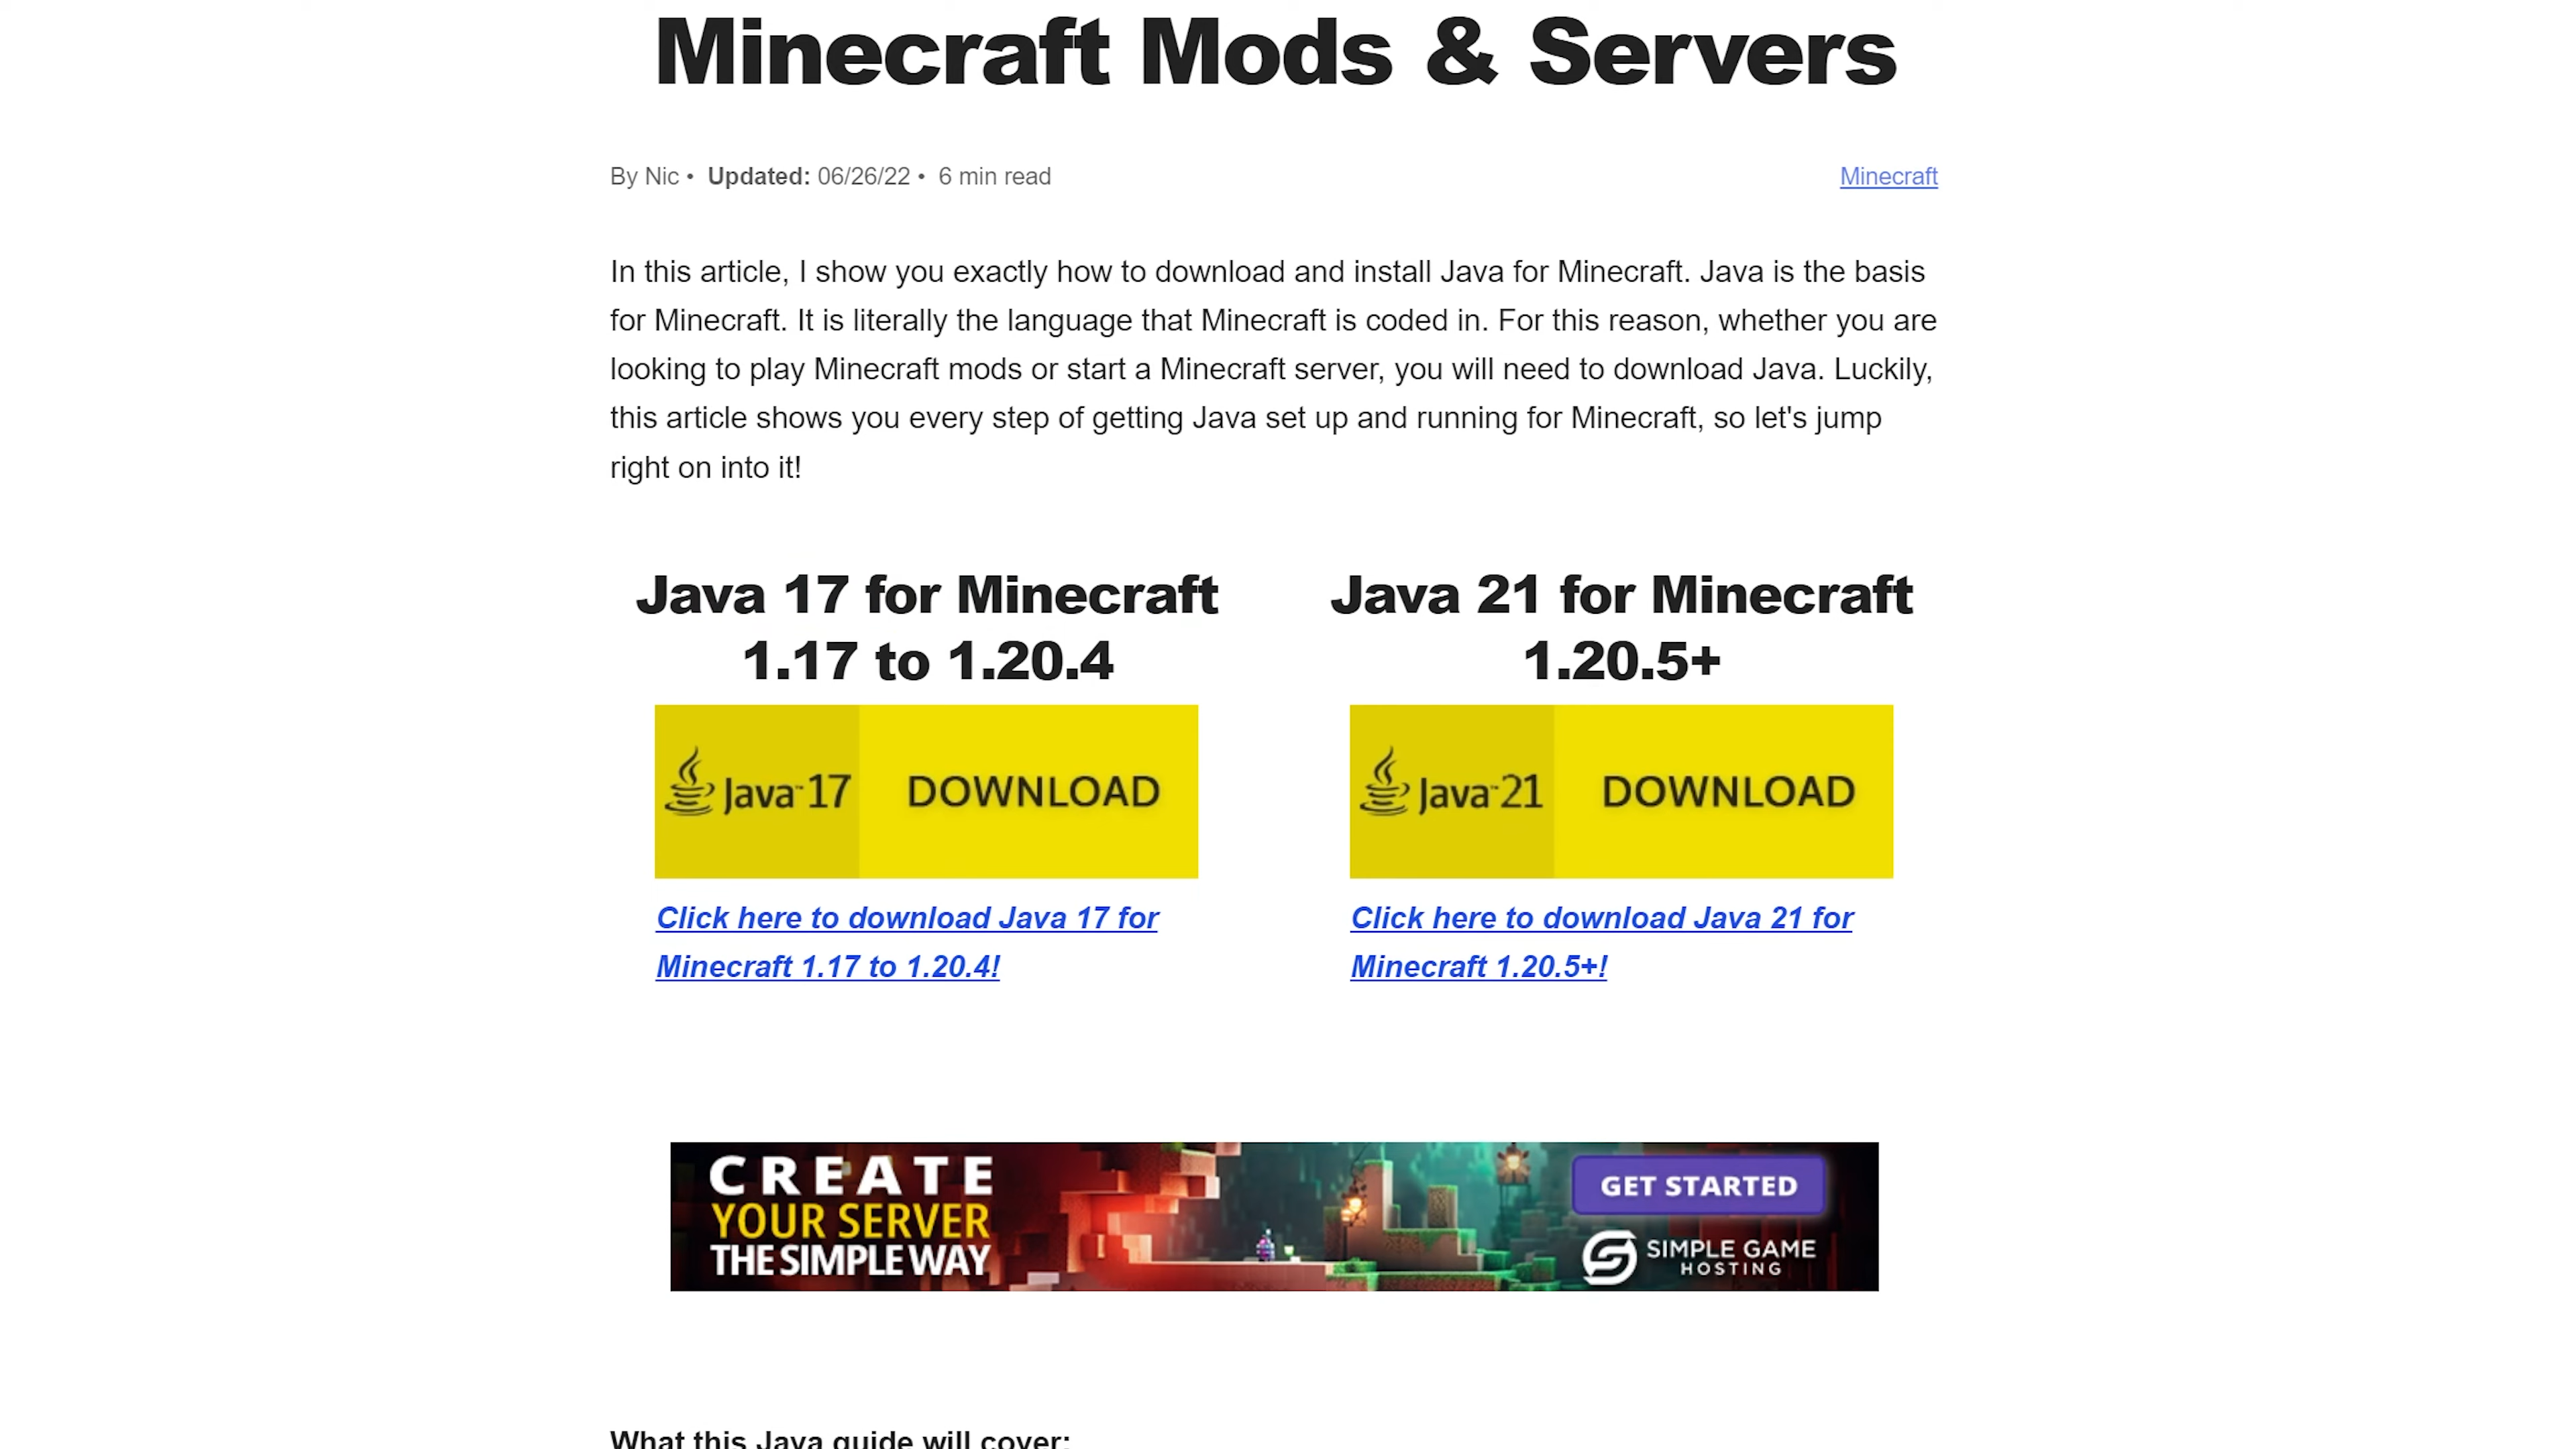 Minecraft Mods & Servers
By Nic • Updated: 06/26/22 • 6 min read
Minecraft
In this article, I show you exactly how to download and install Java for Minecraft. Java is the basis
for Minecraft. It is literally the language that Minecraft is coded in. For this reason, whether you are
looking to play Minecraft mods or start a Minecraft server, you will need to download Java. Luckily,
this article shows you every step of getting Java set up and running for Minecraft, so let's jump
right on into it!
Java 17 for Minecraft
1.17 to 1.20.4
Java™ 17 DOWNLOAD
Click here to download Java 17 for
Minecraft 1.17 to 1.20.4!
Java 21 for Minecraft
1.20.5+
Java™ 21 DOWNLOAD
Click here to download Java 21 for
Minecraft 1.20.5+!
CREATE
YOUR SERVER
THE SIMPLE WAY
GET STARTED
SIMPLE GAME
HOSTING
What this Java guide will cover: